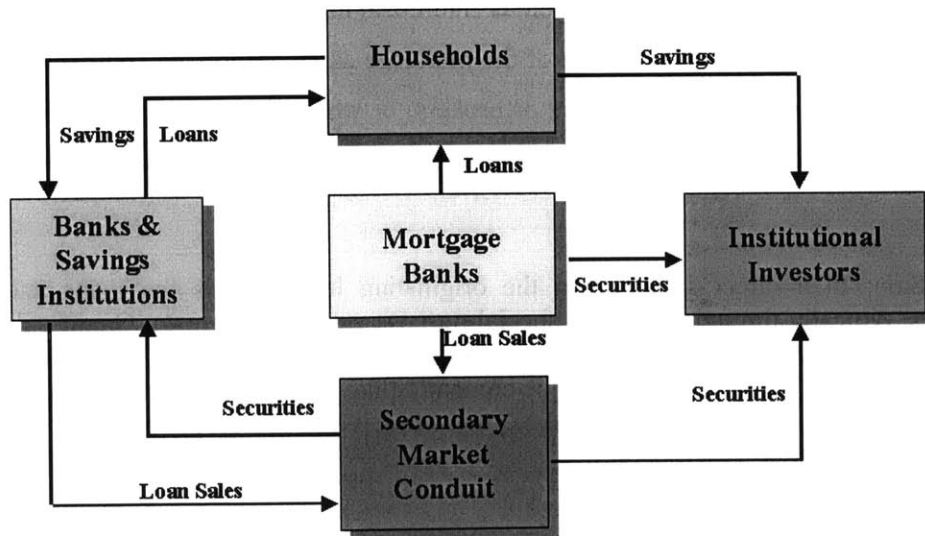 Households
Savings
Savings
Loans
Loans
Banks &
Savings
Institutions
Mortgage
Banks
Institutional
Investors
Securities
Loan Sales
Securities
Secondary
Market
Conduit
Securities
Loan Sales